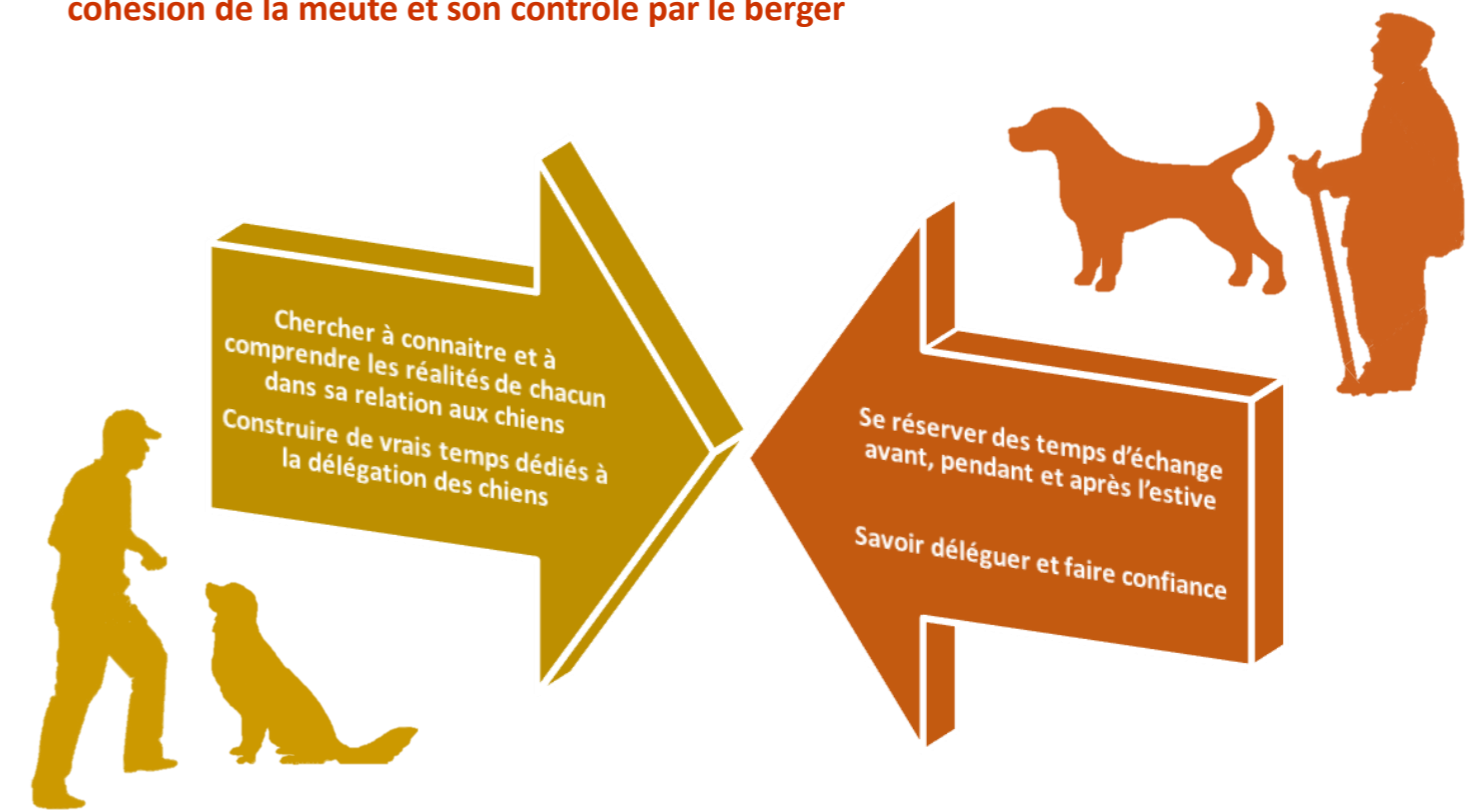 cohésion de la meute et son contrôle par le berger
Chercher à connaitre et à
comprendre les réalités de chacun
dans sa relation aux chiens
Construire de vrais temps dédiés à
la délégation des chiens
Se réserver des temps d’échange
avant, pendant et après l’estive
Savoir déléguer et faire confiance